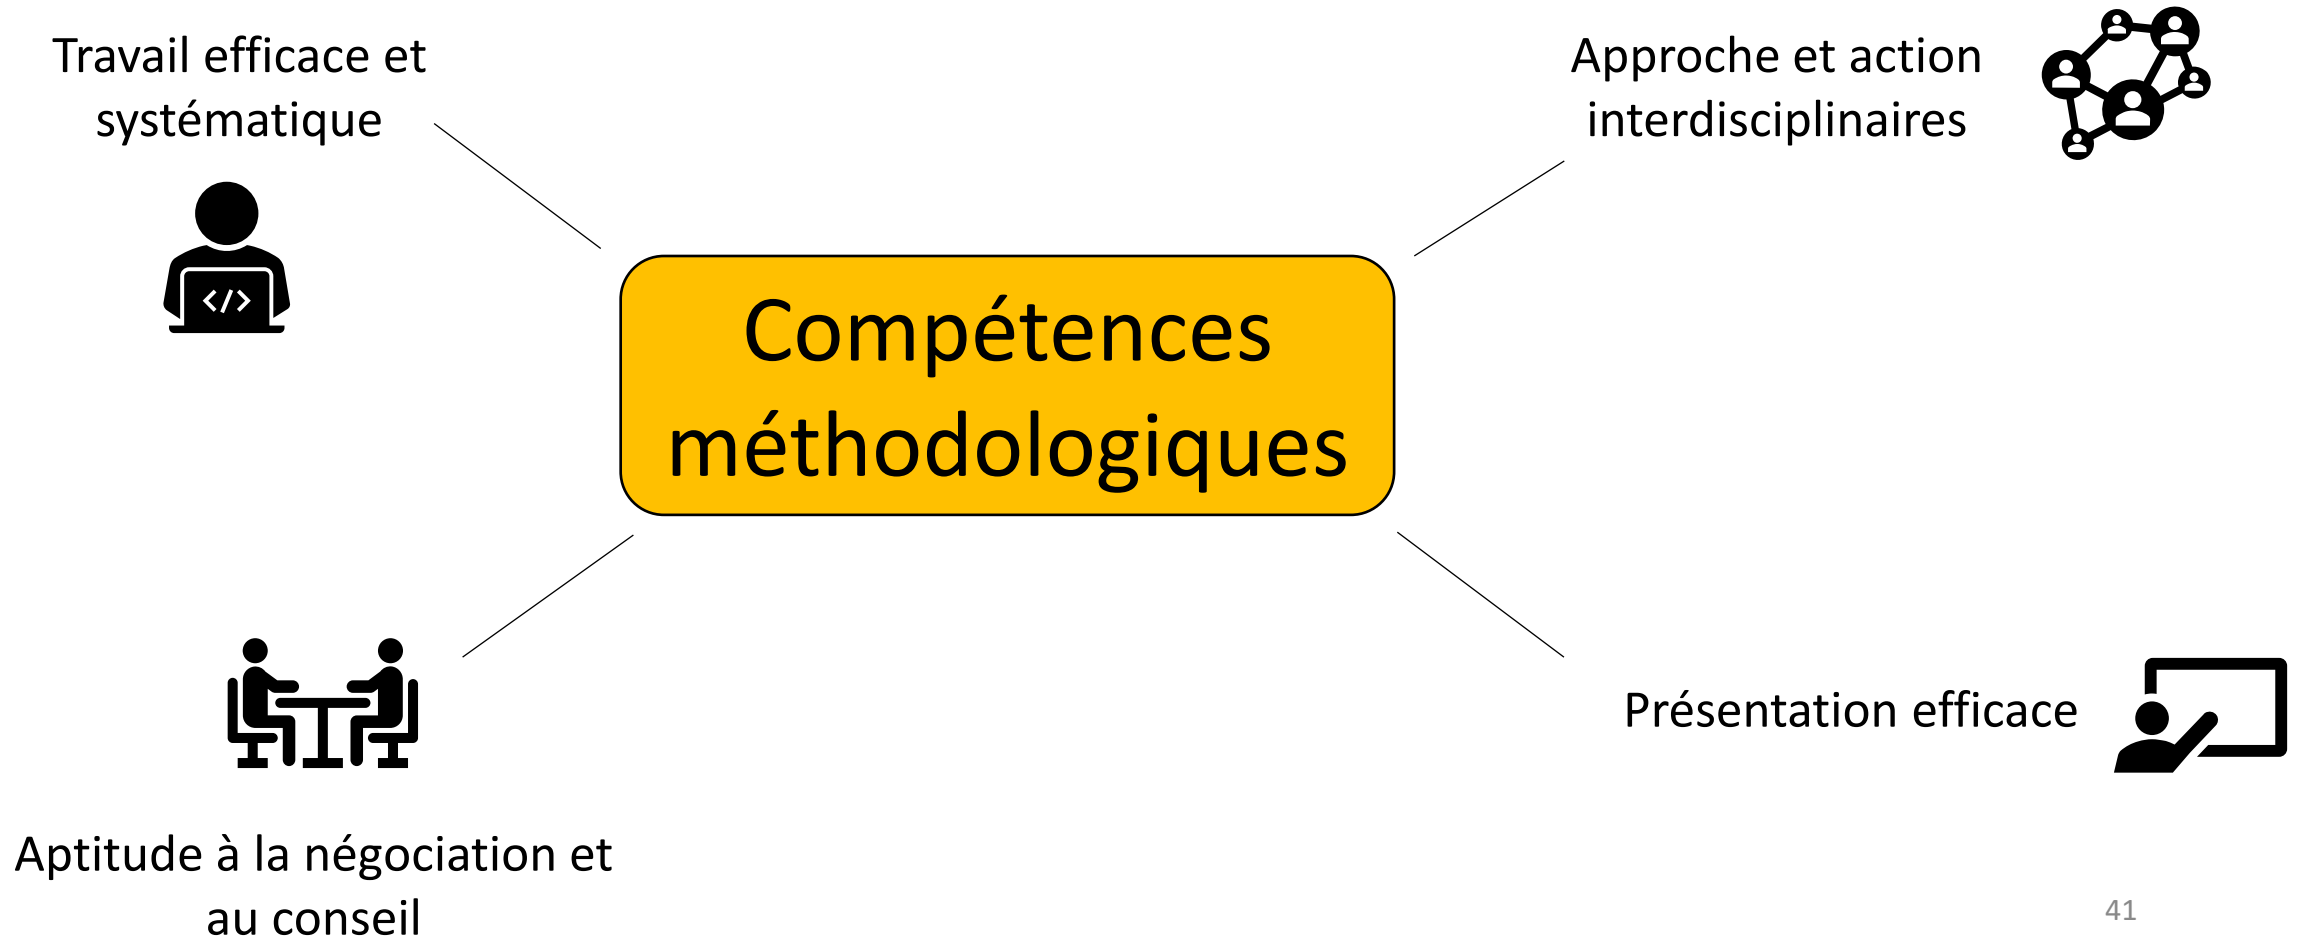 Travail efficace et
systématique
Approche et action
interdisciplinaires
</>
Compétences
méthodologiques
Présentation efficace
Aptitude à la négociation et
au conseil
41